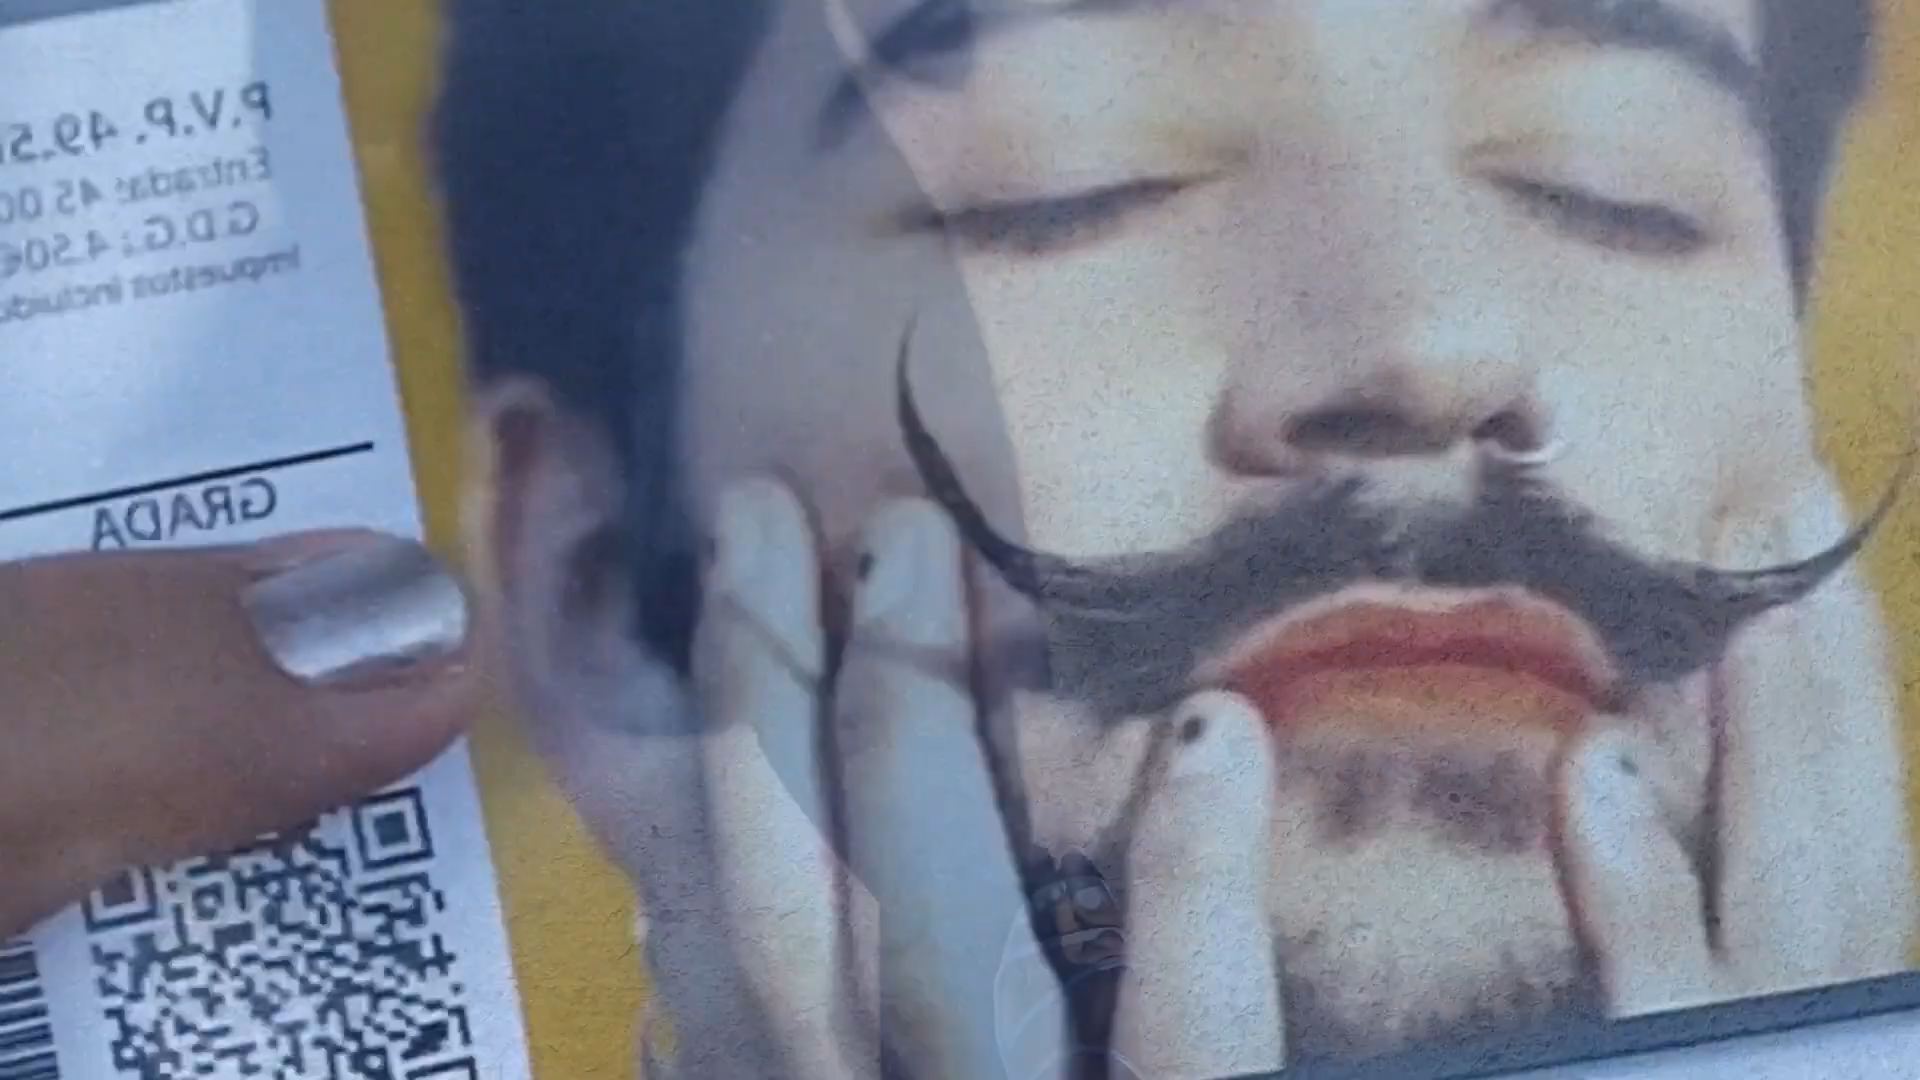 P.V.P. 49.5
Entrada: 45.00
G.D.G.: 4.50€
Impuestos incluido
GRADA